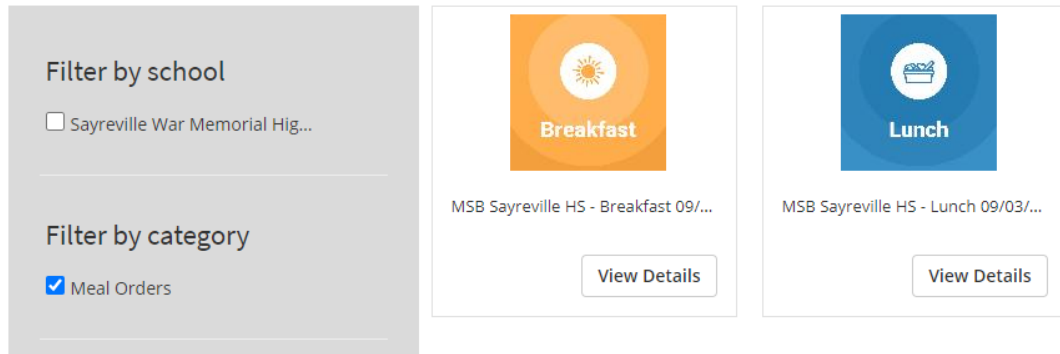 Filter by school
Sayreville War Memorial Hig...
Filter by category
Meal Orders
Breakfast
MSB Sayreville HS - Breakfast 09/...
View Details
Lunch
MSB Sayreville HS - Lunch 09/03/...
View Details